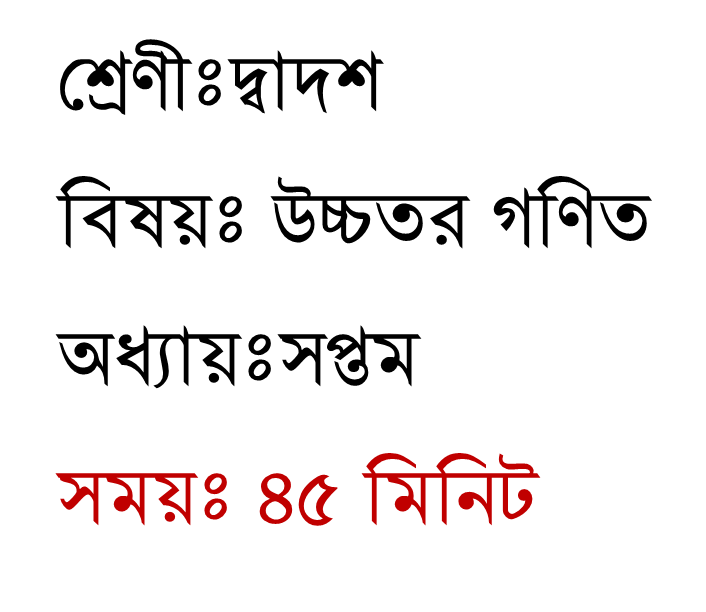 শ্রেণীঃদ্বাদশ
বিষয়ঃ উচ্চতর গণিত
অধ্যায়ঃসপ্তম
সময়ঃ ৪৫ মিনিট